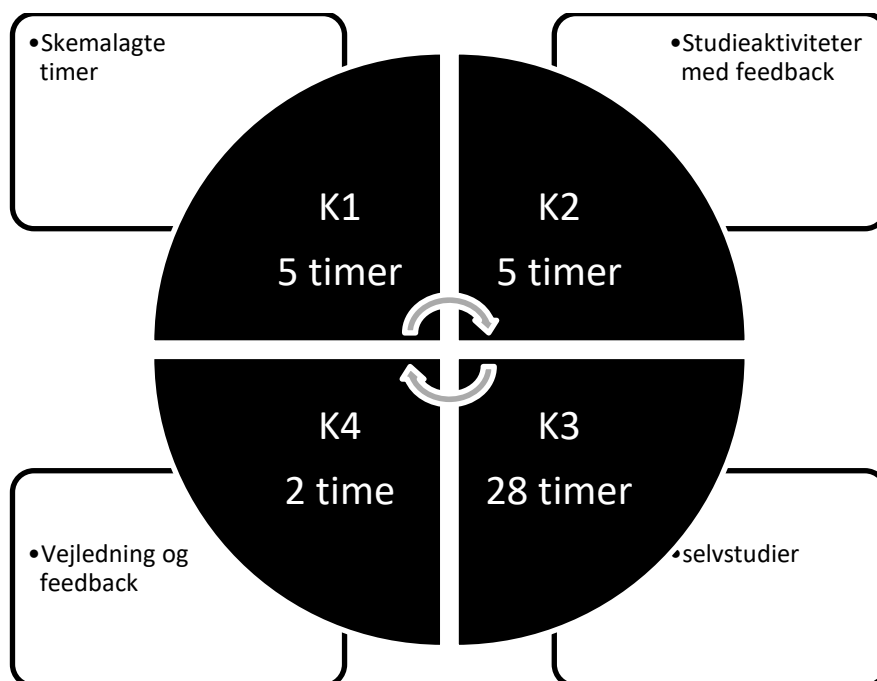 •Skemalagte
timer
•Studieaktiviteter
med feedback
K1
5 timer
K2
5 timer
K4
2 time
K3
28 timer
•Vejledning og
feedback
•selvstudier